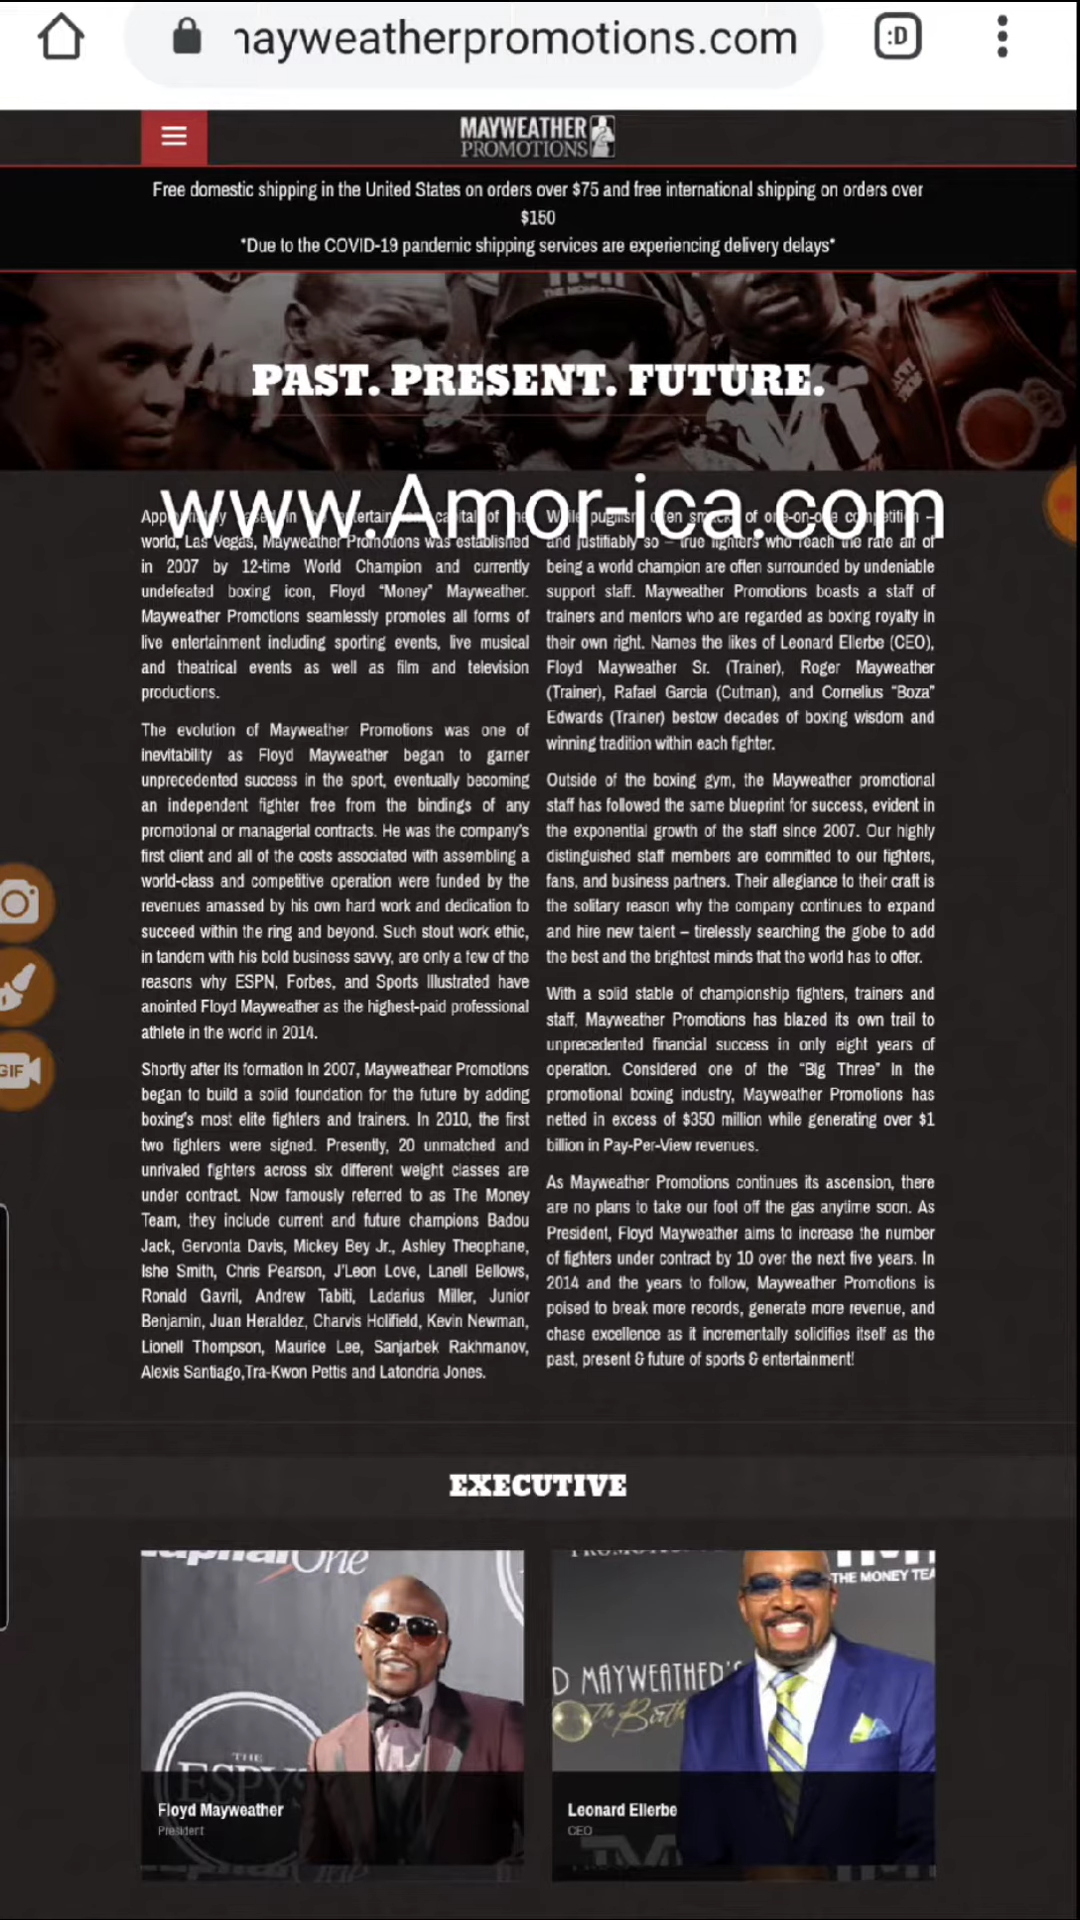 nayweatherpromotions.com
:D
MAYWEATHER
PROMOTIONS
Free domestic shipping in the United States on orders over $75 and free international shipping on orders over
$150
*Due to the COVID-19 pandemic shipping services are experiencing delivery delays*
PAST. PRESENT. FUTURE.
www.Amor-ica.com
in the capital of
world, Las Vegas, Mayweather Promotions was established
in 2007 by 12-time World Champion and currently
undefeated boxing icon, Floyd “Money” Mayweather.
Mayweather Promotions seamlessly promotes all forms of
live entertainment including sporting events, live musical
and theatrical events as well as film and television
productions.
The evolution of Mayweather Promotions was one of
inevitability as Floyd Mayweather began to garner
unprecedented success in the sport, eventually becoming
an independent fighter free from the bindings of any
promotional or managerial contracts. He was the company's
first client and all of the costs associated with assembling a
world-class and competitive operation were funded by the
revenues amassed by his own hard work and dedication to
succeed within the ring and beyond. Such stout work ethic,
in tandem with his bold business savvy, are only a few of the
reasons why ESPN, Forbes, and Sports Illustrated have
anointed Floyd Mayweather as the highest-paid professional
athlete in the world in 2014.
Shortly after its formation in 2007, Mayweathear Promotions
began to build a solid foundation for the future by adding
boxing's most elite fighters and trainers. In 2010, the first
two fighters were signed. Presently, 20 unmatched and
unrivaled fighters across six different weight classes are
under contract. Now famously referred to as The Money
Team, they include current and future champions Badou
Jack, Gervonta Davis, Mickey Bey Jr., Ashley Theophane,
Ishe Smith, Chris Pearson, J'Leon Love, Lanell Bellows,
Ronald Gavril, Andrew Tabiti, Ladarius Miller, Junior
Benjamin, Juan Heraldez, Charvis Holifield, Kevin Newman,
Lionell Thompson, Maurice Lee, Sanjarbek Rakhmanov,
Alexis Santiago,Tra-Kwon Pettis and Latondria Jones.
While pugilism often smacks of one-on-one competition –
and justifiably so – true fighters who reach the rare air of
being a world champion are often surrounded by undeniable
support staff. Mayweather Promotions boasts a staff of
trainers and mentors who are regarded as boxing royalty in
their own right. Names the likes of Leonard Ellerbe (CEO),
Floyd Mayweather Sr. (Trainer), Roger Mayweather
(Trainer), Rafael Garcia (Cutman), and Cornelius “Boza”
Edwards (Trainer) bestow decades of boxing wisdom and
winning tradition within each fighter.
Outside of the boxing gym, the Mayweather promotional
staff has followed the same blueprint for success, evident in
the exponential growth of the staff since 2007. Our highly
distinguished staff members are committed to our fighters,
fans, and business partners. Their allegiance to their craft is
the solitary reason why the company continues to expand
and hire new talent – tirelessly searching the globe to add
the best and the brightest minds that the world has to offer.
With a solid stable of championship fighters, trainers and
staff, Mayweather Promotions has blazed its own trail to
unprecedented financial success in only eight years of
operation. Considered one of the “Big Three” in the
promotional boxing industry, Mayweather Promotions has
netted in excess of $350 million while generating over $1
billion in Pay-Per-View revenues.
As Mayweather Promotions continues its ascension, there
are no plans to take our foot off the gas anytime soon. As
President, Floyd Mayweather aims to increase the number
of fighters under contract by 10 over the next five years. In
2014 and the years to follow, Mayweather Promotions is
poised to break more records, generate more revenue, and
chase excellence as it incrementally solidifies itself as the
past, present & future of sports & entertainment!
GIF
EXECUTIVE
Capital One
THE
ESPYS
Floyd Mayweather
President
THE MONEY TEA
D MAYWEATHER'S
The Birth
Leonard Ellerbe
CEO
TMT